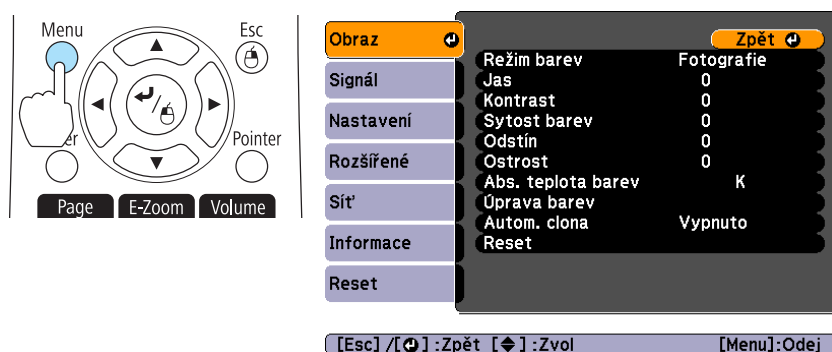 Menu
Esc
er
Pointer
Page E-Zoom Volume
Obraz
Signál
Nastavení
Rozšířené
Síť
Informace
Reset
Zpět
Režim barev Fotografie
Jas 0
Kontrast 0
Sytost barev 0
Odstín 0
Ostrost 0
Abs. teplota barev K
Úprava barev
Autom. clona Vypnuto
Reset
[Esc] /[ ] :Zpět [ ] :Zvol [Menu]:Odej